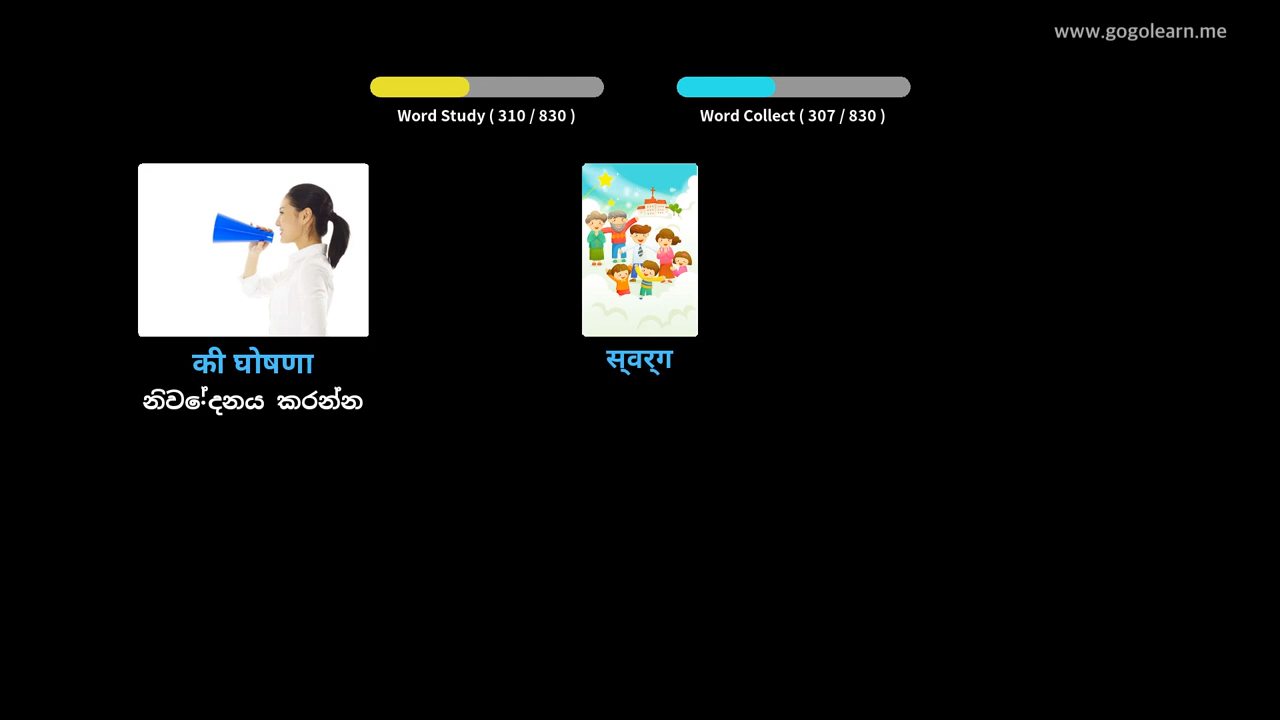 www.gogolearn.me
Word Study ( 310 / 830 )
Word Collect ( 307 / 830 )
की घोषणा
स्वर्ग
නිවේදනය කරන්න